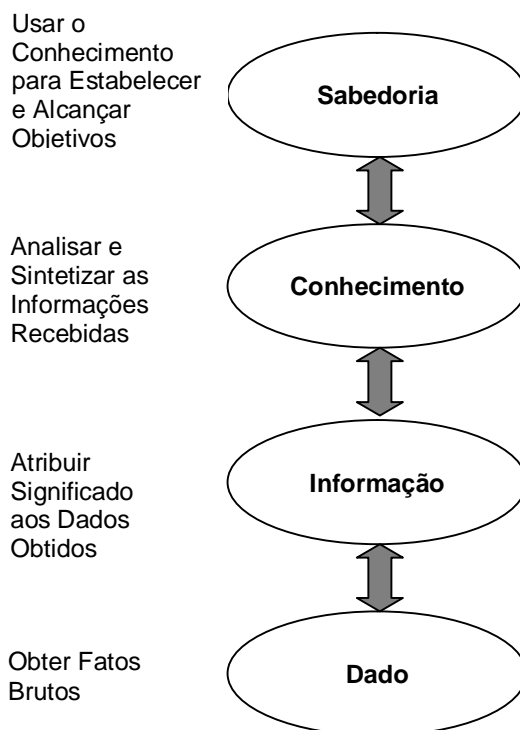 Usar o
Conhecimento
para Estabelecer
e Alcançar
Objetivos
Sabedoria
Analisar e
Sintetizar as
Informações
Recebidas
Conhecimento
Atribuir
Significado
aos Dados
Obtidos
Informação
Obter Fatos
Brutos
Dado